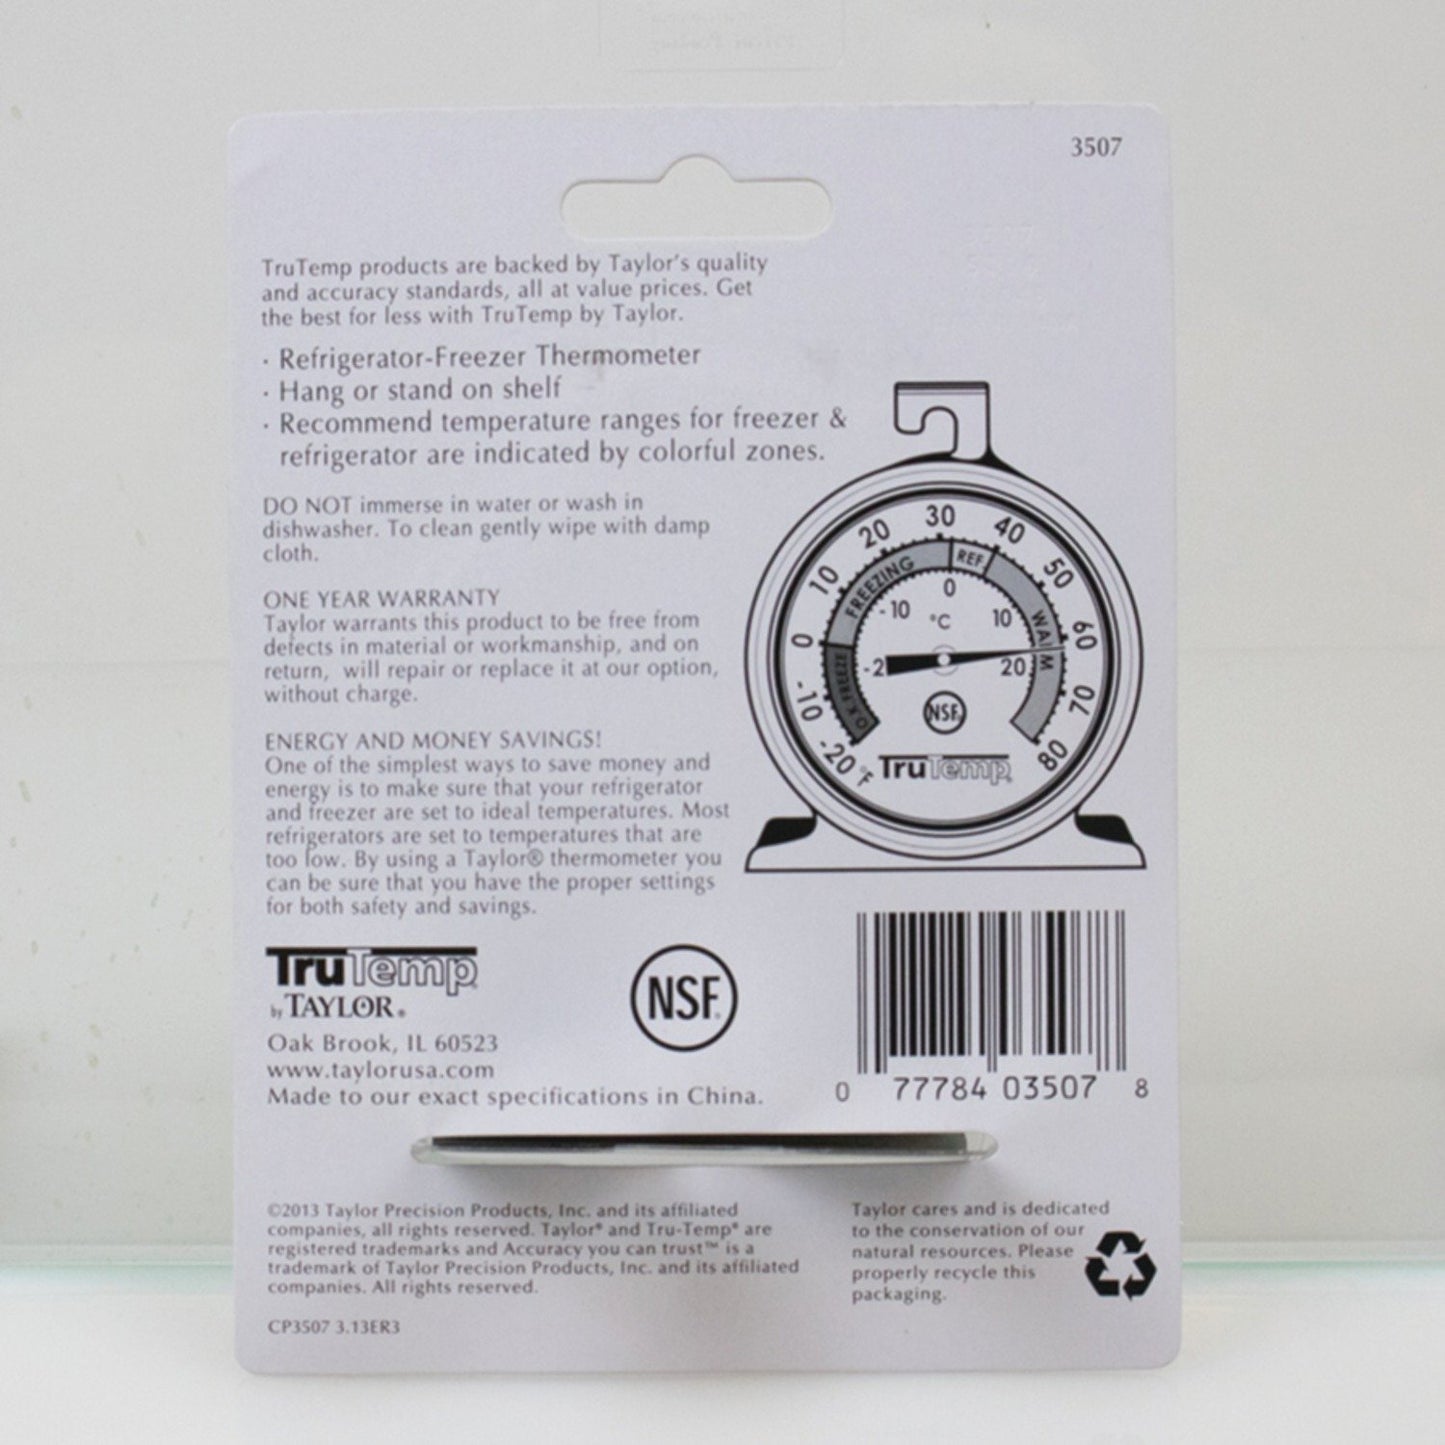 3507
TruTemp products are backed by Taylor's quality
and accuracy standards, all at value prices. Get
the best for less with TruTemp by Taylor.
· Refrigerator-Freezer Thermometer
· Hang or stand on shelf
· Recommend temperature ranges for freezer &
refrigerator are indicated by colorful zones.
DO NOT immerse in water or wash in
dishwasher. To clean gently wipe with damp
cloth.
ONE YEAR WARRANTY
Taylor warrants this product to be free from
defects in material or workmanship, and on
return, will repair or replace it at our option,
without charge.
ENERGY AND MONEY SAVINGS!
One of the simplest ways to save money and
energy is to make sure that your refrigerator
and freezer are set to ideal temperatures. Most
refrigerators are set to temperatures that are
too low. By using a Taylor® thermometer you
can be sure that you have the proper settings
for both safety and savings.
-20 -10 0 10 20 30 40 50 60 70 80
°F
O.K FREEZE FREEZING REF. WARM
-2 -10 0 10 20
°C
NSF
TruTemp
TruTemp
by TAYLOR®
Oak Brook, IL 60523
www.taylorusa.com
Made to our exact specifications in China.
NSF
0 77784 03507 8
©2013 Taylor Precision Products, Inc. and its affiliated
companies, all rights reserved. Taylor® and Tru-Temp® are
registered trademarks and Accuracy you can trust™ is a
trademark of Taylor Precision Products, Inc. and its affiliated
companies. All rights reserved.
CP3507 3.13ER3
Taylor cares and is dedicated
to the conservation of our
natural resources. Please
properly recycle this
packaging.